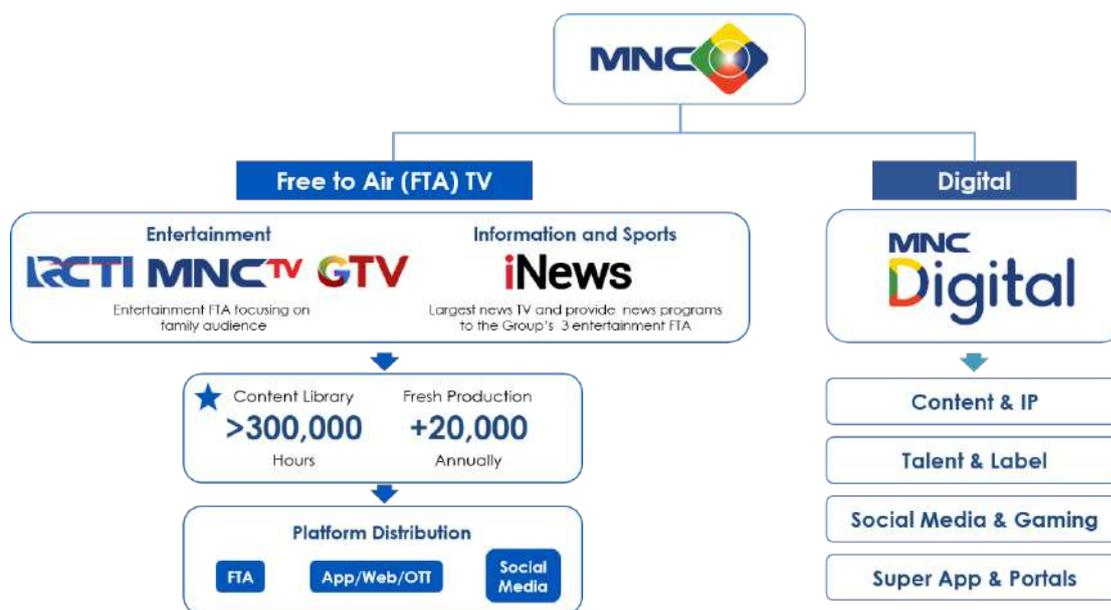 MNC
Free to Air (FTA) TV
Digital
Entertainment
RCTI MNCTV GTV
Entertainment FTA focusing on
family audience
Information and Sports
iNews
Largest news TV and provide news programs
to the Group's 3 entertainment FTA
MNC
Digital
Content Library
>300,000
Hours
Fresh Production
+20,000
Annually
Platform Distribution
FTA
App/Web/OTT
Social
Media
Content & IP
Talent & Label
Social Media & Gaming
Super App & Portals